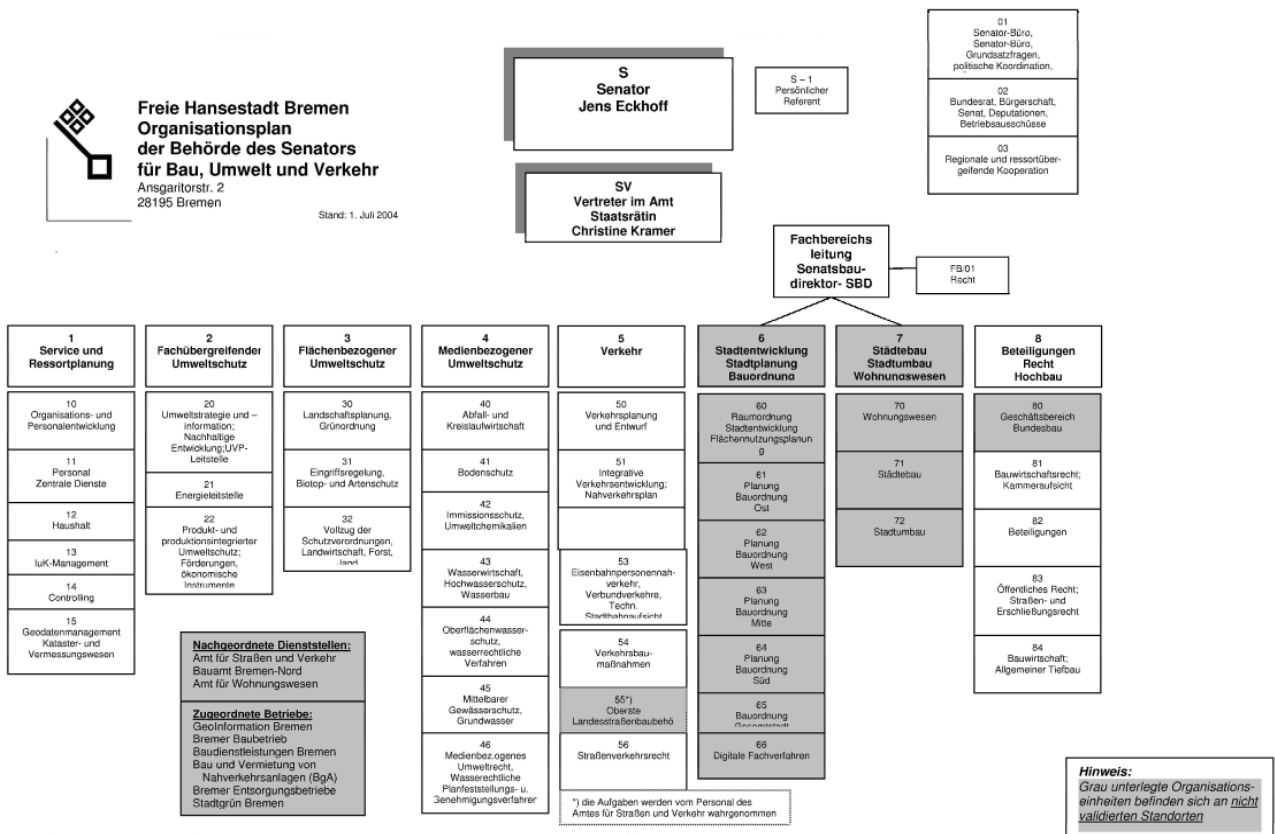 Freie Hansestadt Bremen
Organisationsplan
der Behörde des Senators
für Bau, Umwelt und Verkehr
Ansgaritorstr. 2
28195 Bremen
Stand: 1. Juli 2004
S
Senator
Jens Eckhoff
S – 1
Persönlicher
Referent
01
Senator-Büro,
Senator-Büro,
Grundsatzfragen,
politische Koordination,
02
Bundesrat, Bürgerschaft,
Senat, Deputationen,
Betriebsausschüsse
03
Regionale und ressortüber-
geifende Kooperation
SV
Vertreter im Amt
Staatsrätin
Christine Kramer
Fachbereichs
leitung
Senatsbau-
direktor- SBD
FB/01
Recht
1
Service und
Ressortplanung
10
Organisations- und
Personalentwicklung
11
Personal
Zentrale Dienste
12
Haushalt
13
IuK-Management
14
Controlling
15
Geodatenmanagement
Kataster- und
Vermessungswesen
2
Fachübergreifender
Umweltschutz
20
Umweltstrategie und –
information;
Nachhaltige
Entwicklung;UVP-
Leitstelle
21
Energieleitstelle
22
Produkt- und
produktionsintegrierter
Umweltschutz;
Förderungen,
ökonomische
Instrumente
3
Flächenbezogener
Umweltschutz
30
Landschaftsplanung,
Grünordnung
31
Eingriffsregelung,
Biotop- und Artenschutz
32
Vollzug der
Schutzverordnungen,
Landwirtschaft, Forst,
Jagd
4
Medienbezogener
Umweltschutz
40
Abfall- und
Kreislaufwirtschaft
41
Bodenschutz
42
Immissionsschutz,
Umweltchemikalien
43
Wasserwirtschaft,
Hochwasserschutz,
Wasserbau
44
Oberflächenwasser-
schutz,
wasserrechtliche
Verfahren
45
Mittelbarer
Gewässerschutz,
Grundwasser
46
Medienbezogenes
Umweltrecht,
Wasserrechtliche
Planfeststellungs- u.
Genehmigungsverfahren
5
Verkehr
50
Verkehrsplanung
und Entwurf
51
Integrative
Verkehrsentwicklung;
Nahverkehrsplan
53
Eisenbahnpersonennah-
verkehr,
Verbundverkehre,
Techn.
Stadtbahnaufsicht
54
Verkehrsbau-
maßnahmen
55*)
Oberste
Landesstraßenbaubehö
56
Straßenverkehrsrecht
*) die Aufgaben werden vom Personal des
Amtes für Straßen und Verkehr wahrgenommen
6
Stadtentwicklung
Stadtplanung
Bauordnung
60
Raumordnung
Stadtentwicklung
Flächennutzungsplanun
g
61
Planung
Bauordnung
Ost
62
Planung
Bauordnung
West
63
Planung
Bauordnung
Mitte
64
Planung
Bauordnung
Süd
65
Bauordnung
Gesamtstadt
66
Digitale Fachverfahren
7
Städtebau
Stadtumbau
Wohnungswesen
70
Wohnungswesen
71
Städtebau
72
Stadtumbau
8
Beteiligungen
Recht
Hochbau
80
Geschäftsbereich
Bundesbau
81
Bauwirtschaftsrecht;
Kammeraufsicht
82
Beteiligungen
83
Öffentliches Recht;
Straßen- und
Erschließungsrecht
84
Bauwirtschaft;
Allgemeiner Tiefbau
Nachgeordnete Dienststellen:
Amt für Straßen und Verkehr
Bauamt Bremen-Nord
Amt für Wohnungswesen
Zugeordnete Betriebe:
GeoInformation Bremen
Bremer Baubetrieb
Baudienstleistungen Bremen
Bau und Vermietung von
Nahverkehrsanlagen (BgA)
Bremer Entsorgungsbetriebe
Stadtgrün Bremen
Hinweis:
Grau unterlegte Organisations-
einheiten befinden sich an nicht
validierten Standorten